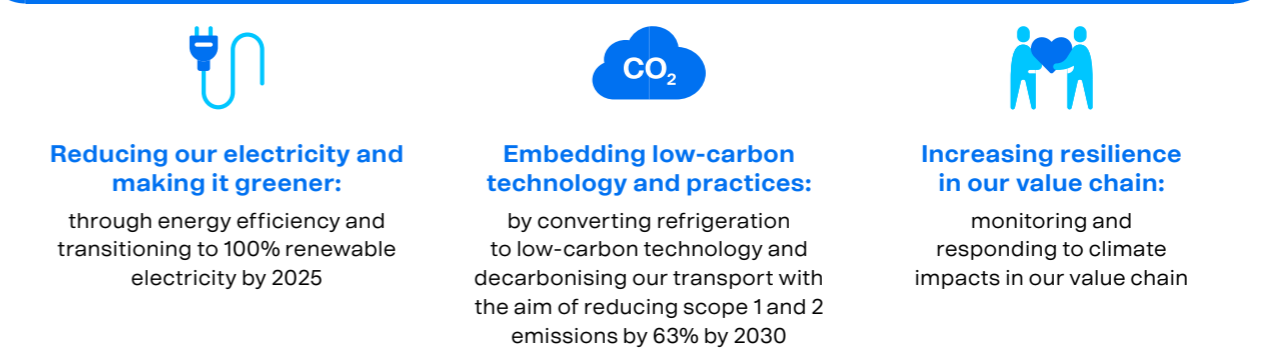 CO₂
Reducing our electricity and
making it greener:
through energy efficiency and
transitioning to 100% renewable
electricity by 2025
Embedding low-carbon
technology and practices:
by converting refrigeration
to low-carbon technology and
decarbonising our transport with
the aim of reducing scope 1 and 2
emissions by 63% by 2030
Increasing resilience
in our value chain:
monitoring and
responding to climate
impacts in our value chain